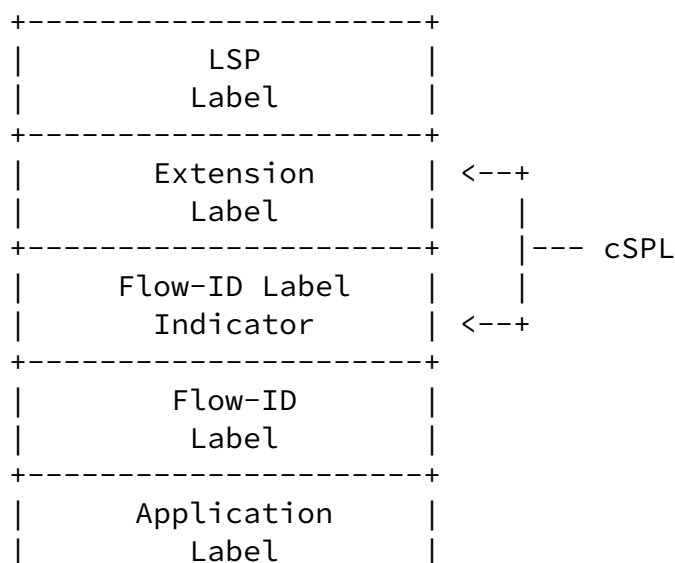 +----------------------+
|          LSP         |
|         Label        |
+----------------------+
|       Extension      | <--+
|         Label        |    |
+----------------------+    |--- cSPL
|     Flow-ID Label    |    |
|       Indicator      | <--+
+----------------------+
|        Flow-ID       |
|         Label        |
+----------------------+
|      Application     |
|         Label        |